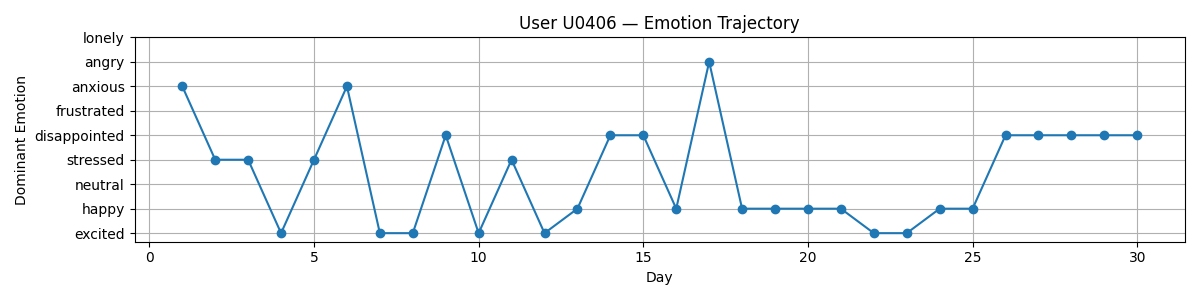 User U0406 — Emotion Trajectory
lonely
angry
anxious
frustrated
disappointed
stressed
neutral
happy
excited
Dominant Emotion
0 5 10 15 20 25 30
Day